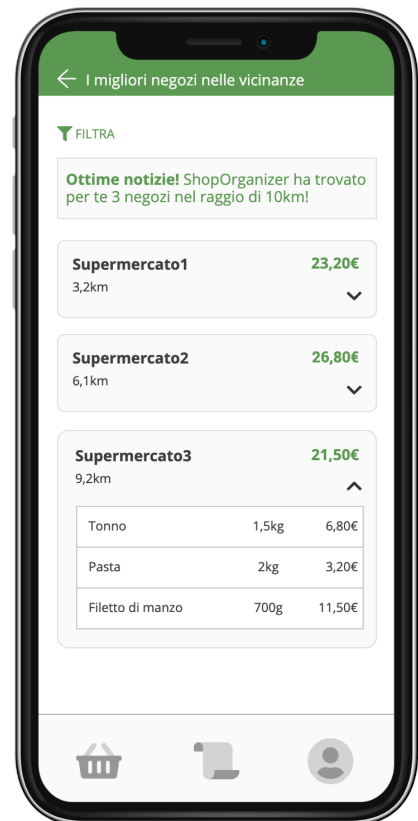 I migliori negozi nelle vicinanze
FILTRA
Ottime notizie! ShopOrganizer ha trovato
per te 3 negozi nel raggio di 10km!
Supermercato1 23,20€
3,2km
Supermercato2 26,80€
6,1km
Supermercato3 21,50€
9,2km
Tonno 1,5kg 6,80€
Pasta 2kg 3,20€
Filetto di manzo 700g 11,50€